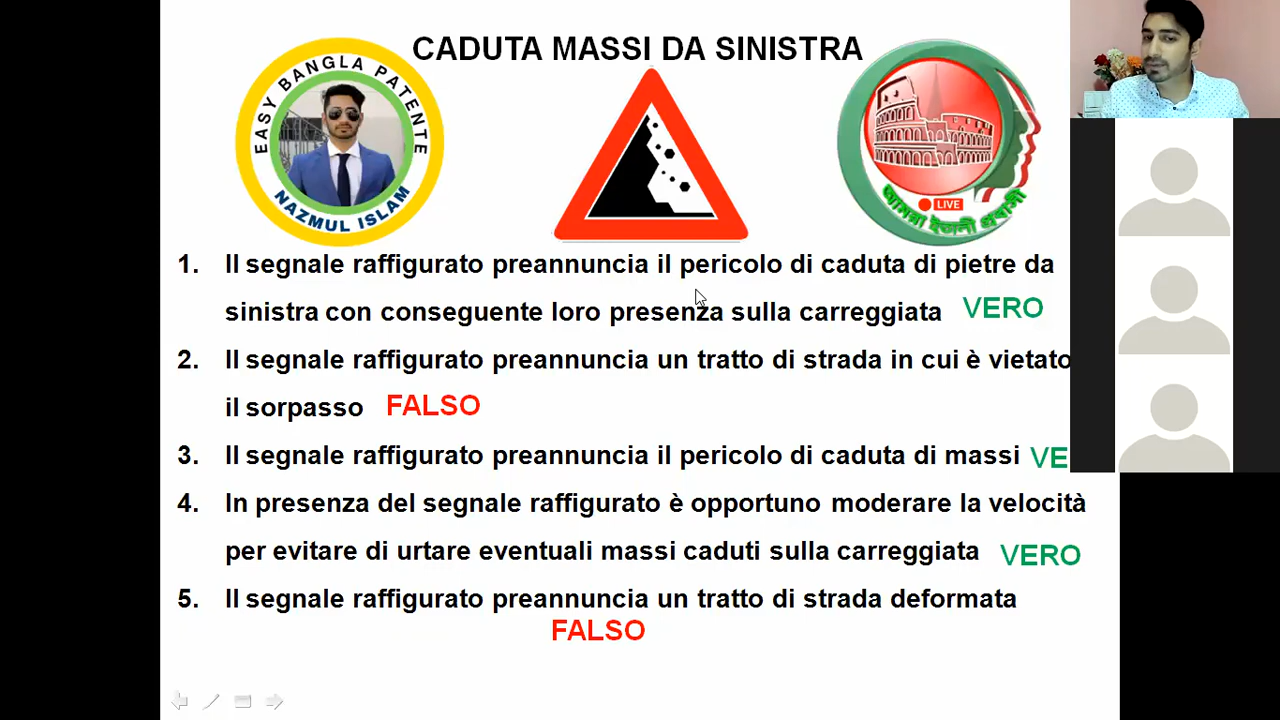 CADUTA MASSI DA SINISTRA
EASY BANGLA PATENTE
NAZMUL ISLAM
LIVE
আমরা ইতালী প্রবাসী
1. Il segnale raffigurato preannuncia il pericolo di caduta di pietre da
sinistra con conseguente loro presenza sulla carreggiata VERO
2. Il segnale raffigurato preannuncia un tratto di strada in cui è vietato
il sorpasso FALSO
3. Il segnale raffigurato preannuncia il pericolo di caduta di massi VE
4. In presenza del segnale raffigurato è opportuno moderare la velocità
per evitare di urtare eventuali massi caduti sulla carreggiata VERO
5. Il segnale raffigurato preannuncia un tratto di strada deformata
FALSO